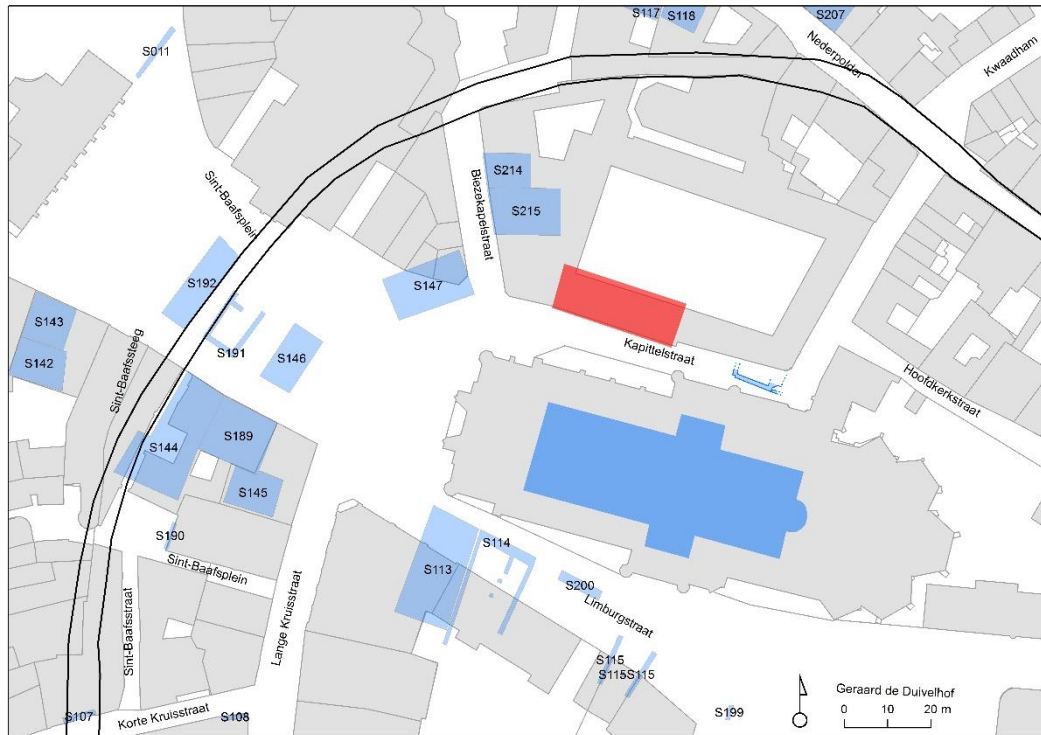 S117
S118
S207
S011
Nederpolder
Kwaadham
Sint-Baafsplein
Biezekapelstraat
S214
S215
S192
S147
S143
S191
S146
Kapittelstraat
S142
Sint-Baafssteeg
Hoofdkerkstraat
S144
S189
S145
S190
Sint-Baafsplein
S114
S113
S200
Limburgstraat
Sint-Baafsstraat
Lange Kruisstraat
S115
S115
S115
S107
Korte Kruisstraat
S108
S199
Geraard de Duivelhof
0 10 20 m